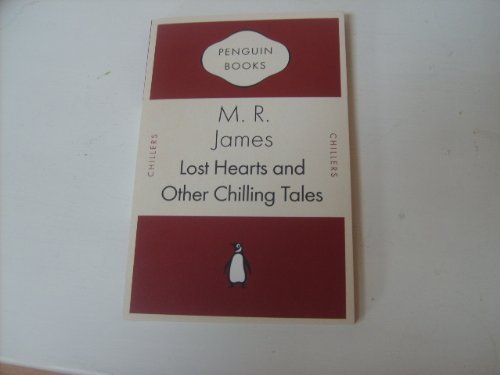 PENGUIN
BOOKS
M. R.
James
CHILLERS
CHILLERS
Lost Hearts and
Other Chilling Tales